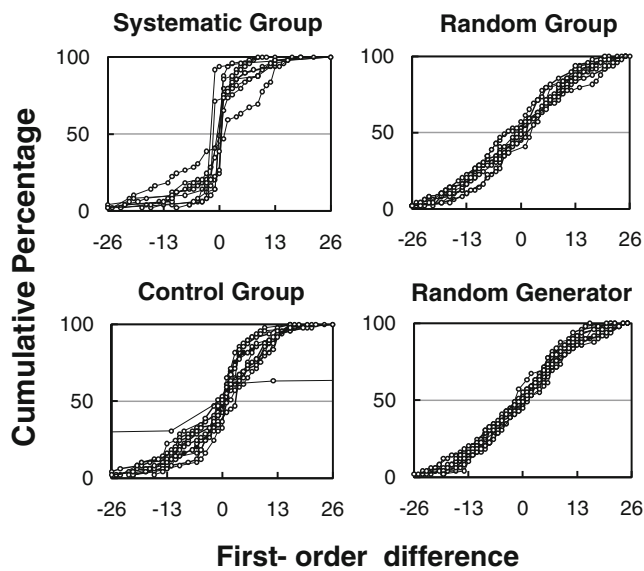 Systematic Group
Random Group
100
50
0
-26 -13 0 13 26
100
50
0
-26 -13 0 13 26
Control Group
Random Generator
100
50
0
-26 -13 0 13 26
100
50
0
-26 -13 0 13 26
Cumulative Percentage
First- order difference